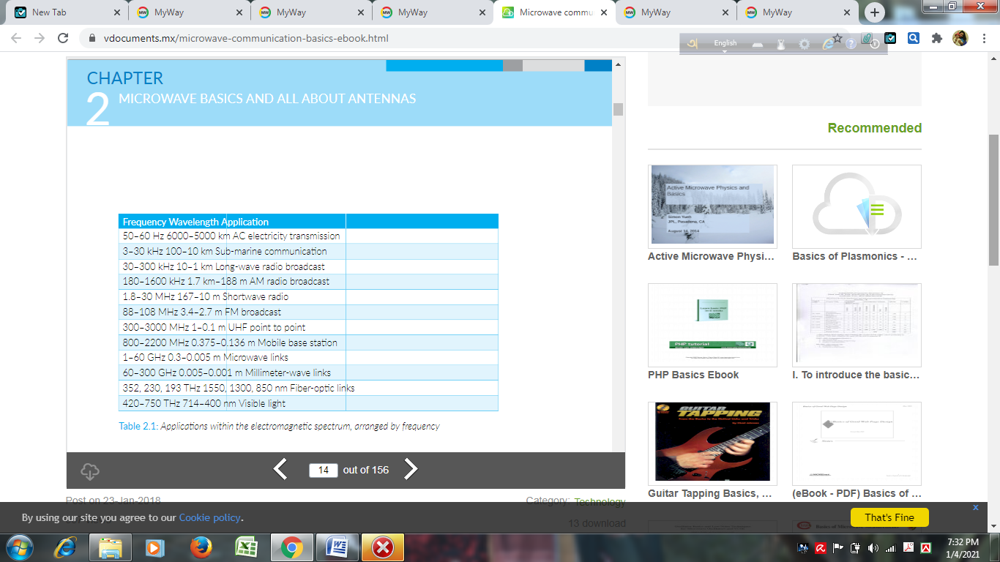 New Tab
MyWay
MyWay
MyWay
Microwave commu
MyWay
MyWay
vdocuments.mx/microwave-communication-basics-ebook.html
English
CHAPTER
2 MICROWAVE BASICS AND ALL ABOUT ANTENNAS
Frequency Wavelength Application
50–60 Hz 6000–5000 km AC electricity transmission
3–30 kHz 100–10 km Sub-marine communication
30–300 kHz 10–1 km Long-wave radio broadcast
180–1600 kHz 1.7 km–188 m AM radio broadcast
1.8–30 MHz 167–10 m Shortwave radio
88–108 MHz 3.4–2.7 m FM broadcast
300–3000 MHz 1–0.1 m UHF point to point
800–2200 MHz 0.375–0.136 m Mobile base station
1–60 GHz 0.3–0.005 m Microwave links
60–300 GHz 0.005–0.001 m Millimeter-wave links
352, 230, 193 THz 1550, 1300, 850 nm Fiber-optic links
420–750 THz 714–400 nm Visible light
Table 2.1: Applications within the electromagnetic spectrum, arranged by frequency
14 out of 156
Post on 23-Jan-2018
Category: Technology
13 download
Recommended
Active Microwave Physics and
Basics
Simon Yueh
JPL, Pasadena, CA
August 14, 2014
Active Microwave Physi...
Basics of Plasmonics - ...
PHP tutorial
PHP Basics Ebook
I. To introduce the basic...
GUITAR
TAPPING
Guitar Tapping Basics, ...
Basics of Good Web Page Design
(eBook - PDF) Basics of ...
By using our site you agree to our Cookie policy.
That's Fine
x
7:32 PM
1/4/2021